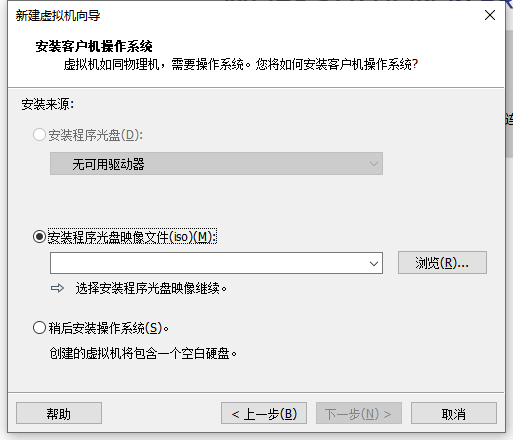 新建虚拟机向导
安装客户机操作系统
虚拟机如同物理机，需要操作系统。您将如何安装客户机操作系统?
安装来源:
安装程序光盘(D):
无可用驱动器
安装程序光盘映像文件(iso)(M):
浏览(R)...
选择安装程序光盘映像继续。
稍后安装操作系统(S)。
创建的虚拟机将包含一个空白硬盘。
帮助
< 上一步(B)
下一步(N) >
取消